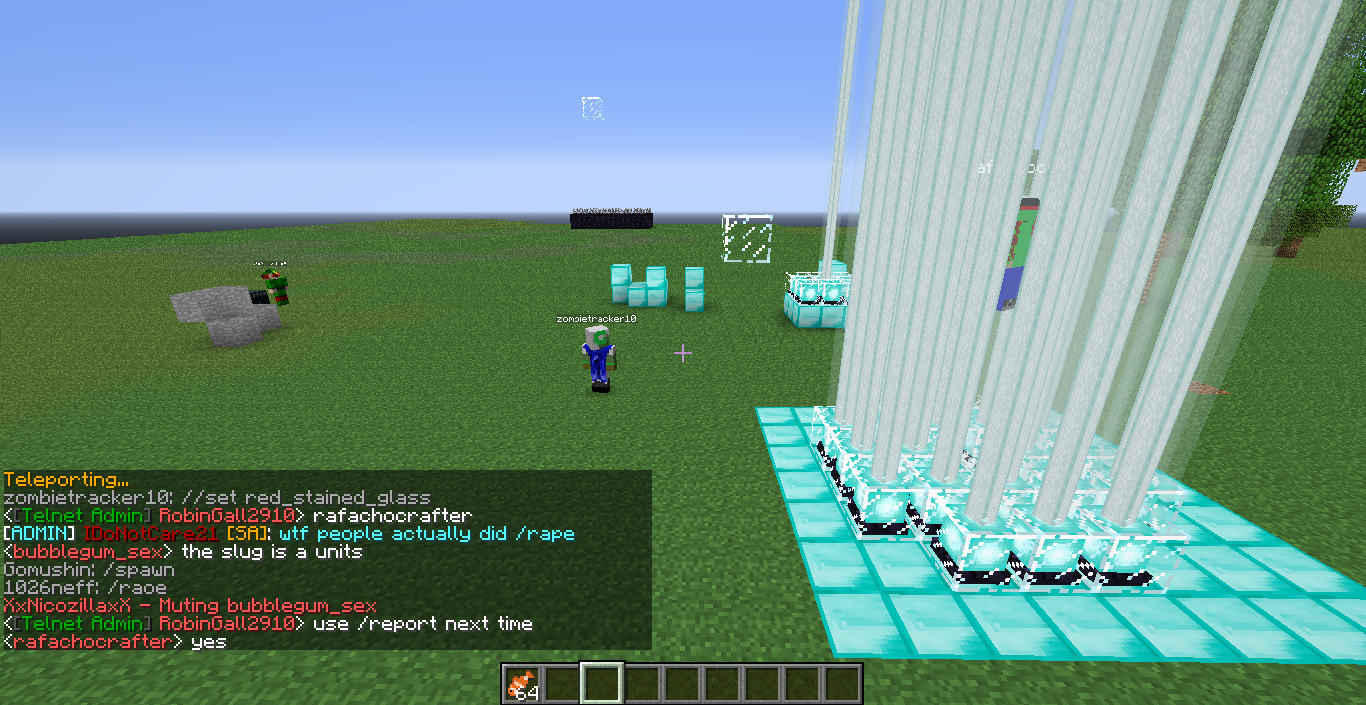 zombietracker10
Teleporting...
zombietracker10: //set red_stained_glass
<[Telnet Admin] RobinGall2910> rafachocrafter
[ADMIN] IDoNotCare21 [SA]: wtf people actually did /rape
<bubblegum_sex> the slug is a units
Gomushin: /spawn
1026neff: /raoe
XxNicozillaxX - Muting bubblegum_sex
<[Telnet Admin] RobinGall2910> use /report next time
<rafachocrafter> yes
64